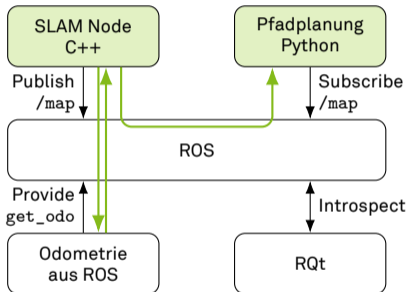 SLAM Node
C++
Pfadplanung
Python
Publish
/map
Subscribe
/map
ROS
Provide
get_odo
Introspect
Odometrie
aus ROS
RQt